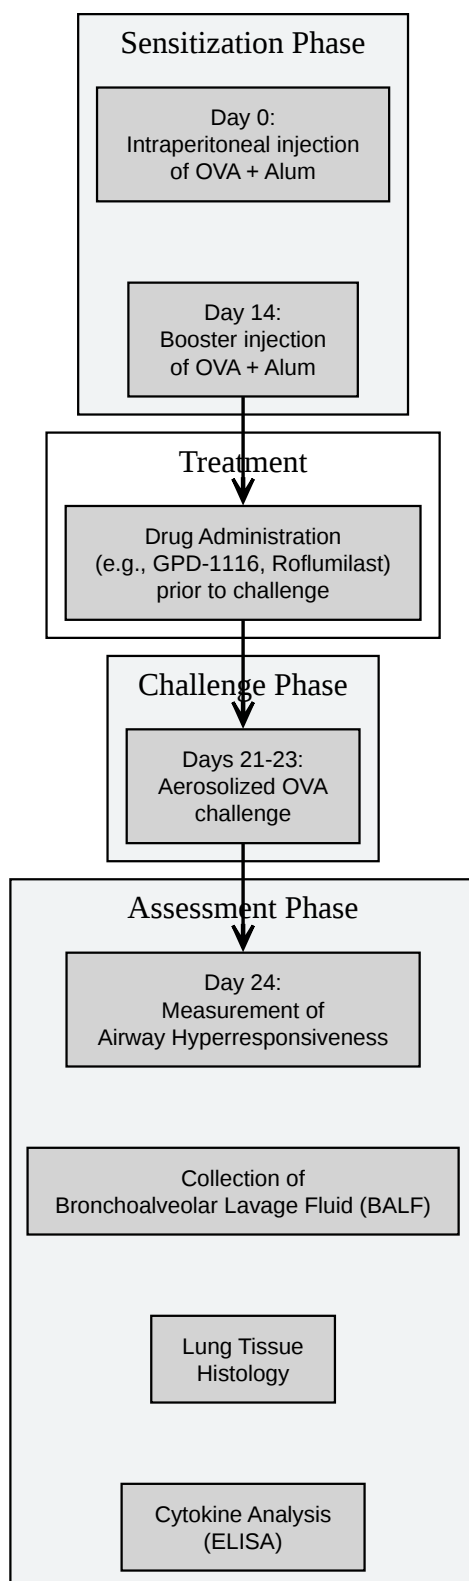 Sensitization Phase
Day 0:
Intraperitoneal injection
of OVA + Alum
Day 14:
Booster injection
of OVA + Alum
Treatment
Drug Administration
(e.g., GPD-1116, Roflumilast)
prior to challenge
Challenge Phase
Days 21-23:
Aerosolized OVA
challenge
Assessment Phase
Day 24:
Measurement of
Airway Hyperresponsiveness
Collection of
Bronchoalveolar Lavage Fluid (BALF)
Lung Tissue
Histology
Cytokine Analysis
(ELISA)